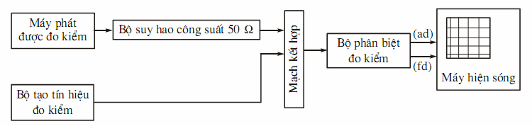 Máy phát
được đo kiểm
Bộ suy hao công suất 50 Ω
Bộ tạo tín hiệu
đo kiểm
Mạch kết hợp
Bộ phân biệt
đo kiểm
(ad)
(fd)
Máy hiện sóng